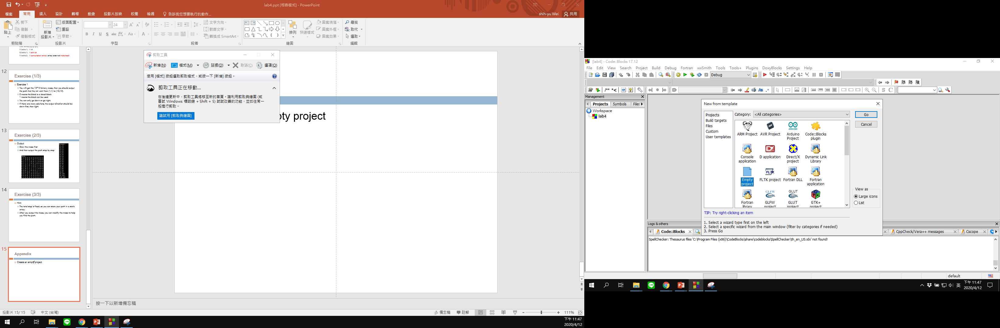 lab4.ppt [相容模式] - PowerPoint
檔案 常用 插入 設計 轉場 動畫 投影片放映 校閱 檢視 告訴我您想要執行的動作...
shih-yu Wei 共用
貼上 剪下 複製 複製格式
剪貼簿
新增投影片 版面配置 重設 章節
投影片
24
B I U S abc AV Aa A
字型
文字方向
對齊文字
轉換成 SmartArt
段落
排列 快速樣式 圖案填滿 圖案外框 圖案效果
繪圖
尋找
取代
選取
編輯
12
Exercise (1/3)
Exercise 1
You will get the 10*10 binary maze, then you should output
the path that the rat went from (1,1) to (10,10).
0 means the block is a dead block
1 means the block can be used
You can only go down or go right.
If there are many solutions, the output direction should be
down first, then right.
13
Exercise (2/3)
Output
Show the maze first
And then output the path step by step
14
Exercise (3/3)
Hint
The total step is fixed, so you can store your path in a static
array.
After you output the maze, you can modify the maze to help
you find the path.
15
Appendix
Create an empty project
剪取工具
新增(N) 模式(M) 延遲(D) 取消(C) 選項(O)
使用 [模式] 按鈕選取剪取模式，或按一下 [新增] 按鈕。
剪取工具正在移動...
在後續更新中，剪取工具將移至新的首頁。請利用剪取與繪圖 (或
嘗試 Windows 標誌鍵 + Shift + S) 試試改善的功能，並如往常一
般進行剪取。
請試用 [剪取與繪圖]
pty project
按一下以新增備忘稿
投影片 15/ 15 中文 (台灣)
備忘稿 註解 111%
下午 11:47
2020/4/12
[lab4] - Code::Blocks 17.12
File Edit View Search Project Build Debug Fortran wxSmith Tools Tools+ Plugins DoxyBlocks Settings Help
Debug
/** *<
S C
Management
Projects Symbols Files
Workspace
lab4
New from template
Projects
Build targets
Files
Custom
User templates
Category: <All categories>
Go
Cancel
ARM Project
AVR Project
Arduino Project
Code::Blocks plugin
Console application
D application
Direct/X project
Dynamic Link Library
Empty project
FLTK project
Fortran DLL
Fortran application
Fortran library
GLFW project
GLUT project
GTK+ project
View as
Large icons
List
TIP: Try right-clicking an item
1. Select a wizard type first on the left
2. Select a specific wizard from the main window (filter by categories if needed)
3. Press Go
Logs & others
Code::Blocks CppCheck/Vera++ messages Cscope
SpellChecker: Thesaurus files 'C:\Program Files (x86)\CodeBlocks\share\codeblocks\SpellChecker\th_en_US.idx' not found!
default
英
下午 11:47
2020/4/12